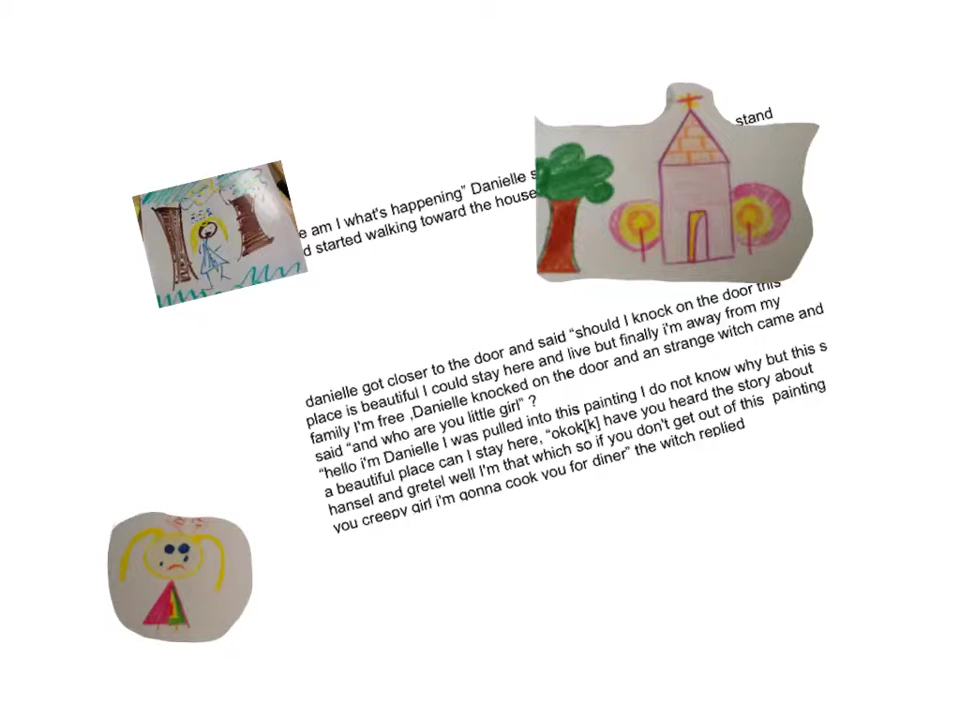 stand
e am I what's happening” Danielle s
d started walking toward the house
danielle got closer to the door and said “should I knock on the door this
place is beautiful I could stay here and live but finally i'm away from my
family I'm free ,Danielle knocked on the door and an strange witch came and
said “and who are you little girl” ?
“hello i'm Danielle I was pulled into this painting I do not know why but this s
a beautiful place can I stay here, “okok[k] have you heard the story about
hansel and gretel well I'm that which so if you don't get out of this painting
you creepy girl i'm gonna cook you for diner” the witch replied